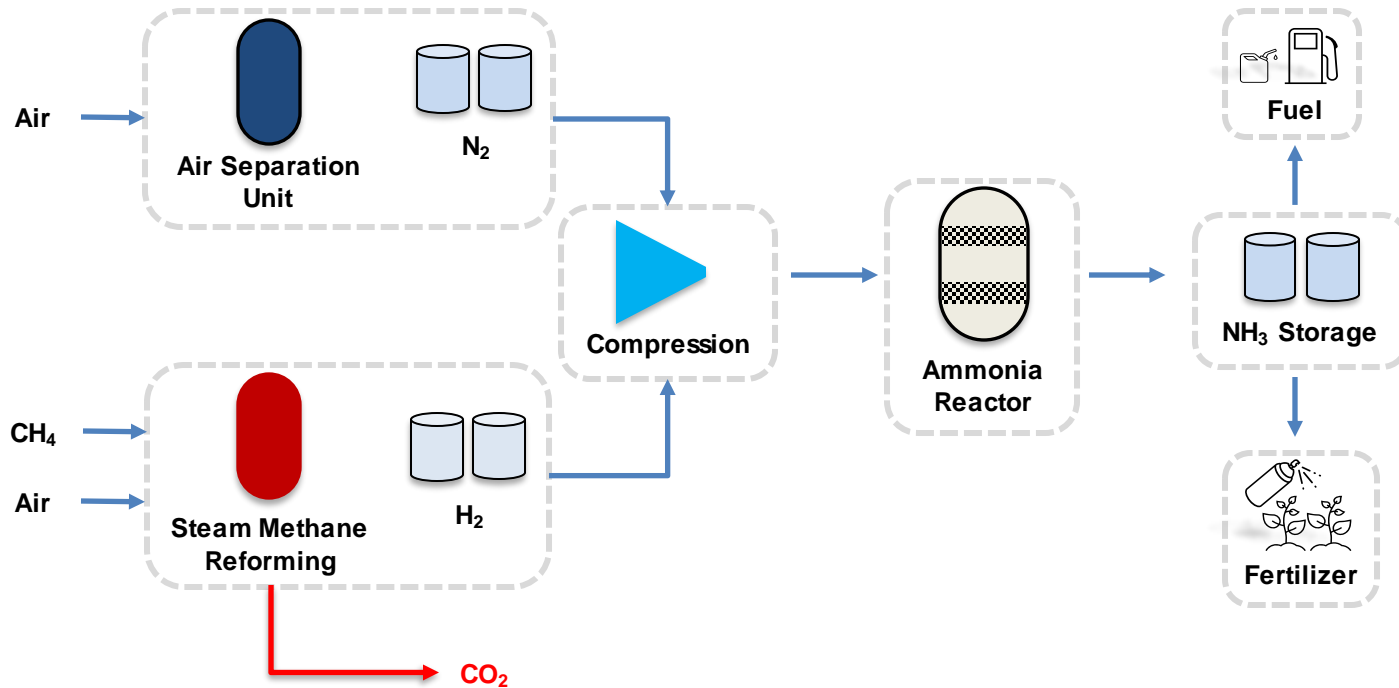 Air
Air Separation
Unit
N₂
CH₄
Air
Steam Methane
Reforming
H₂
CO₂
Compression
Ammonia
Reactor
Fuel
NH₃ Storage
Fertilizer